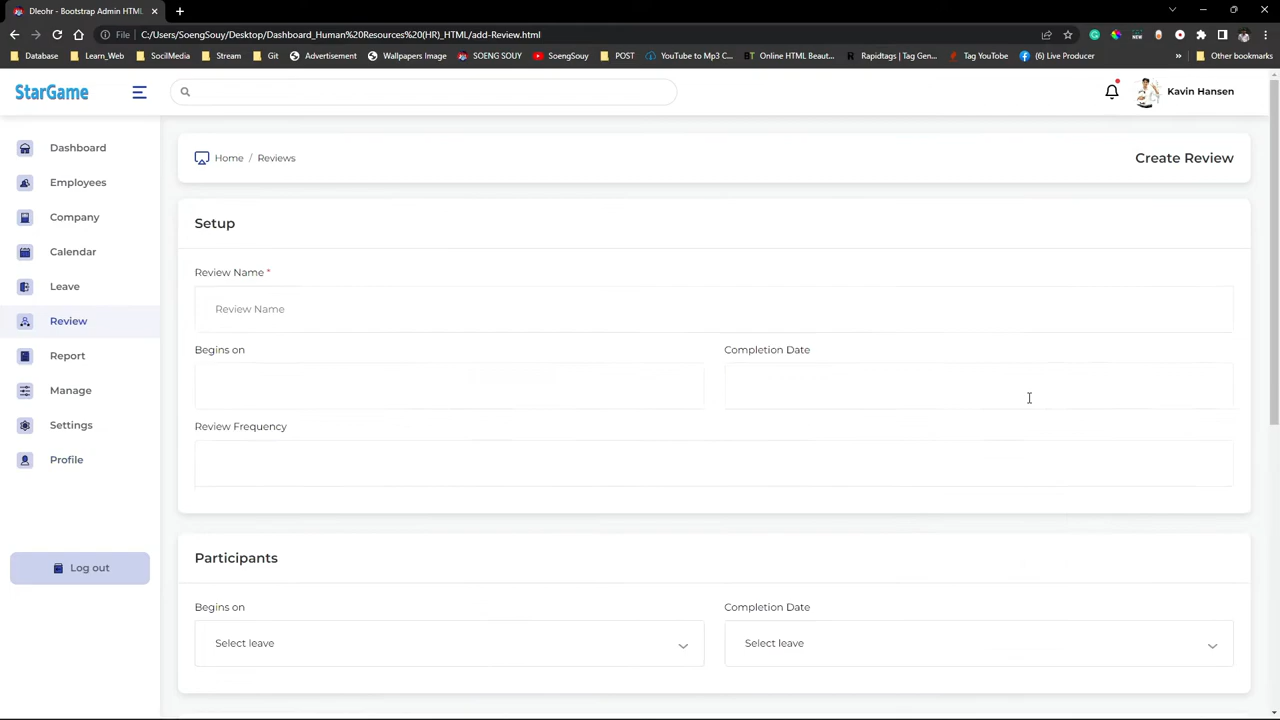 Dleohr - Bootstrap Admin HTML
File C:/Users/SoengSouy/Desktop/Dashboard_Human%20Resources%20(HR)_HTML/add-Review.html
Database Learn_Web SocilMedia Stream Git Advertisement Wallpapers Image SOENG SOUY SoengSouy POST YouTube to Mp3 C... Online HTML Beaut... Rapidtags | Tag Gen... Tag YouTube (6) Live Producer » Other bookmarks
StarGame
Kavin Hansen
Dashboard
Employees
Company
Calendar
Leave
Review
Report
Manage
Settings
Profile
Log out
Home / Reviews
Create Review
Setup
Review Name *
Review Name
Begins on
Completion Date
Review Frequency
Participants
Begins on
Completion Date
Select leave
Select leave